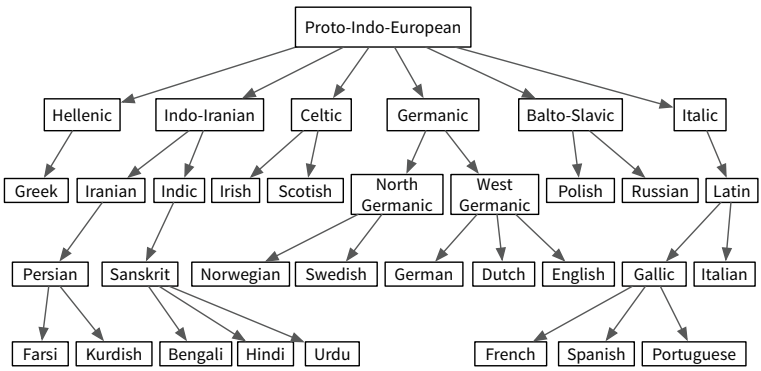 Proto-Indo-European
Hellenic
Indo-Iranian
Celtic
Germanic
Balto-Slavic
Italic
Greek
Iranian
Indic
Irish
Scotish
North
Germanic
West
Germanic
Polish
Russian
Latin
Persian
Sanskrit
Norwegian
Swedish
German
Dutch
English
Gallic
Italian
Farsi
Kurdish
Bengali
Hindi
Urdu
French
Spanish
Portuguese